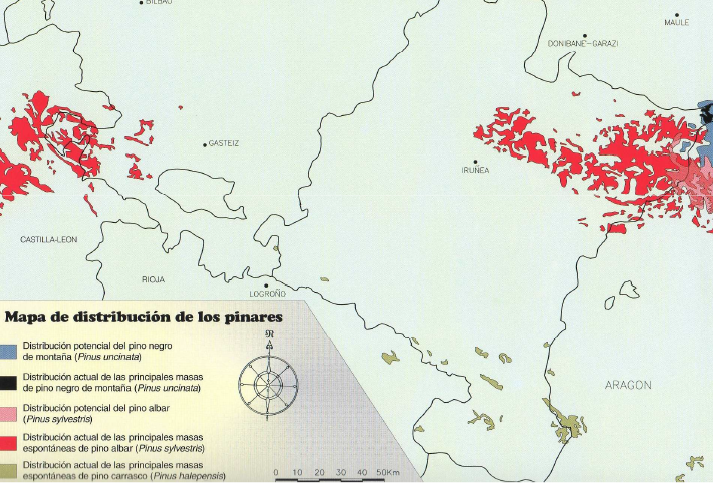 BILBAO
MAULE
DONIBANE-GARAZI
GASTEIZ
IRUÑEA
CASTILLA-LEON
RIOJA
LOGROÑO
ARAGON
Mapa de distribución de los pinares
Distribución potencial del pino negro
de montaña (Pinus uncinata)
Distribución actual de las principales masas
de pino negro de montaña (Pinus uncinata)
Distribución potencial del pino albar
(Pinus sylvestris)
Distribución actual de las principales masas
espontáneas de pino albar (Pinus sylvestris)
Distribución actual de las principales masas
espontáneas de pino carrasco (Pinus halepensis)
0 10 20 30 40 50Km